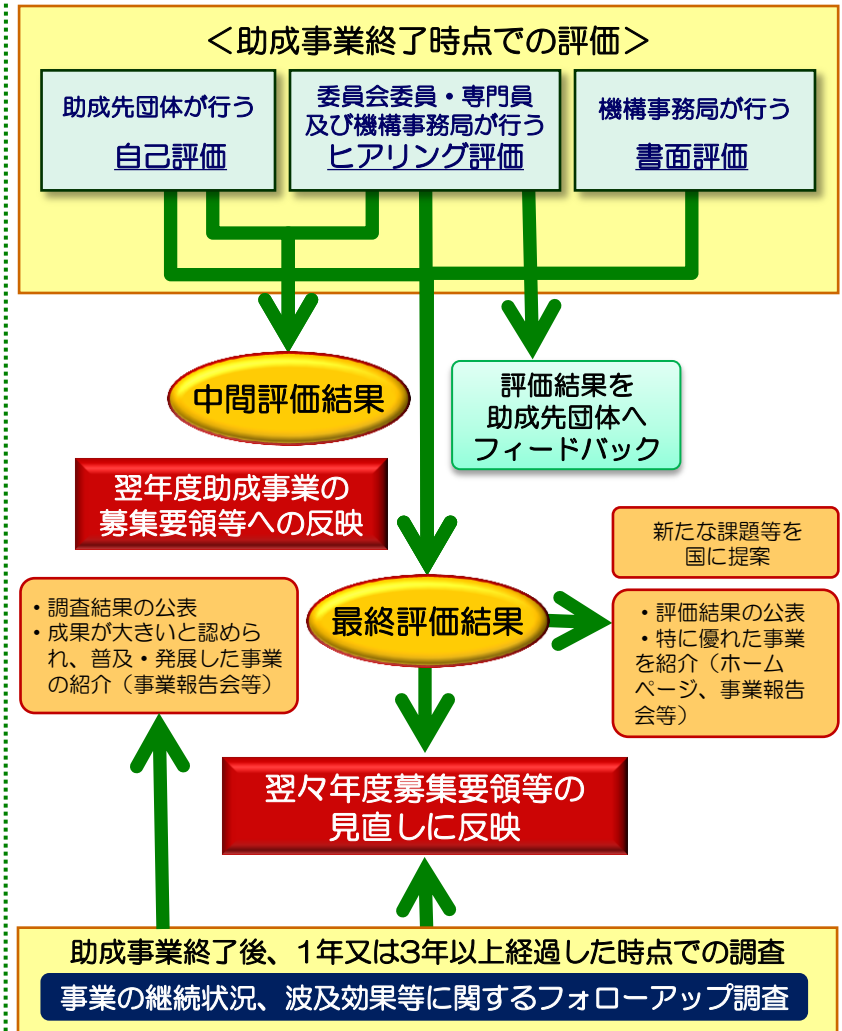 ＜助成事業終了時点での評価＞
助成先団体が行う
自己評価
委員会委員・専門員
及び機構事務局が行う
ヒアリング評価
機構事務局が行う
書面評価
中間評価結果
評価結果を
助成先団体へ
フィードバック
翌年度助成事業の
募集要領等への反映
新たな課題等を
国に提案
・調査結果の公表
・成果が大きいと認めら
れ、普及・発展した事業
の紹介（事業報告会等）
最終評価結果
・評価結果の公表
・特に優れた事業
を紹介（ホーム
ページ、事業報告
会等）
翌々年度募集要領等の
見直しに反映
助成事業終了後、1年又は3年以上経過した時点での調査
事業の継続状況、波及効果等に関するフォローアップ調査